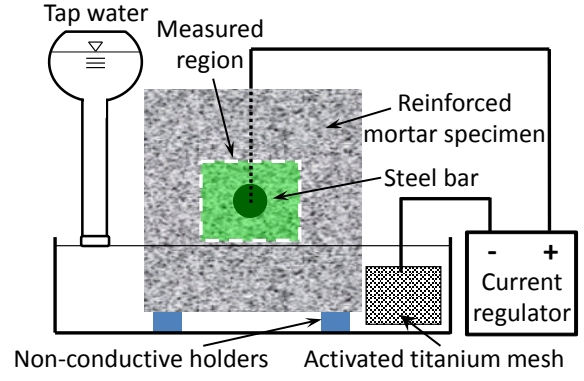 Tap water
Measured
region
Reinforced
mortar specimen
Steel bar
- +
Current
regulator
Non-conductive holders
Activated titanium mesh